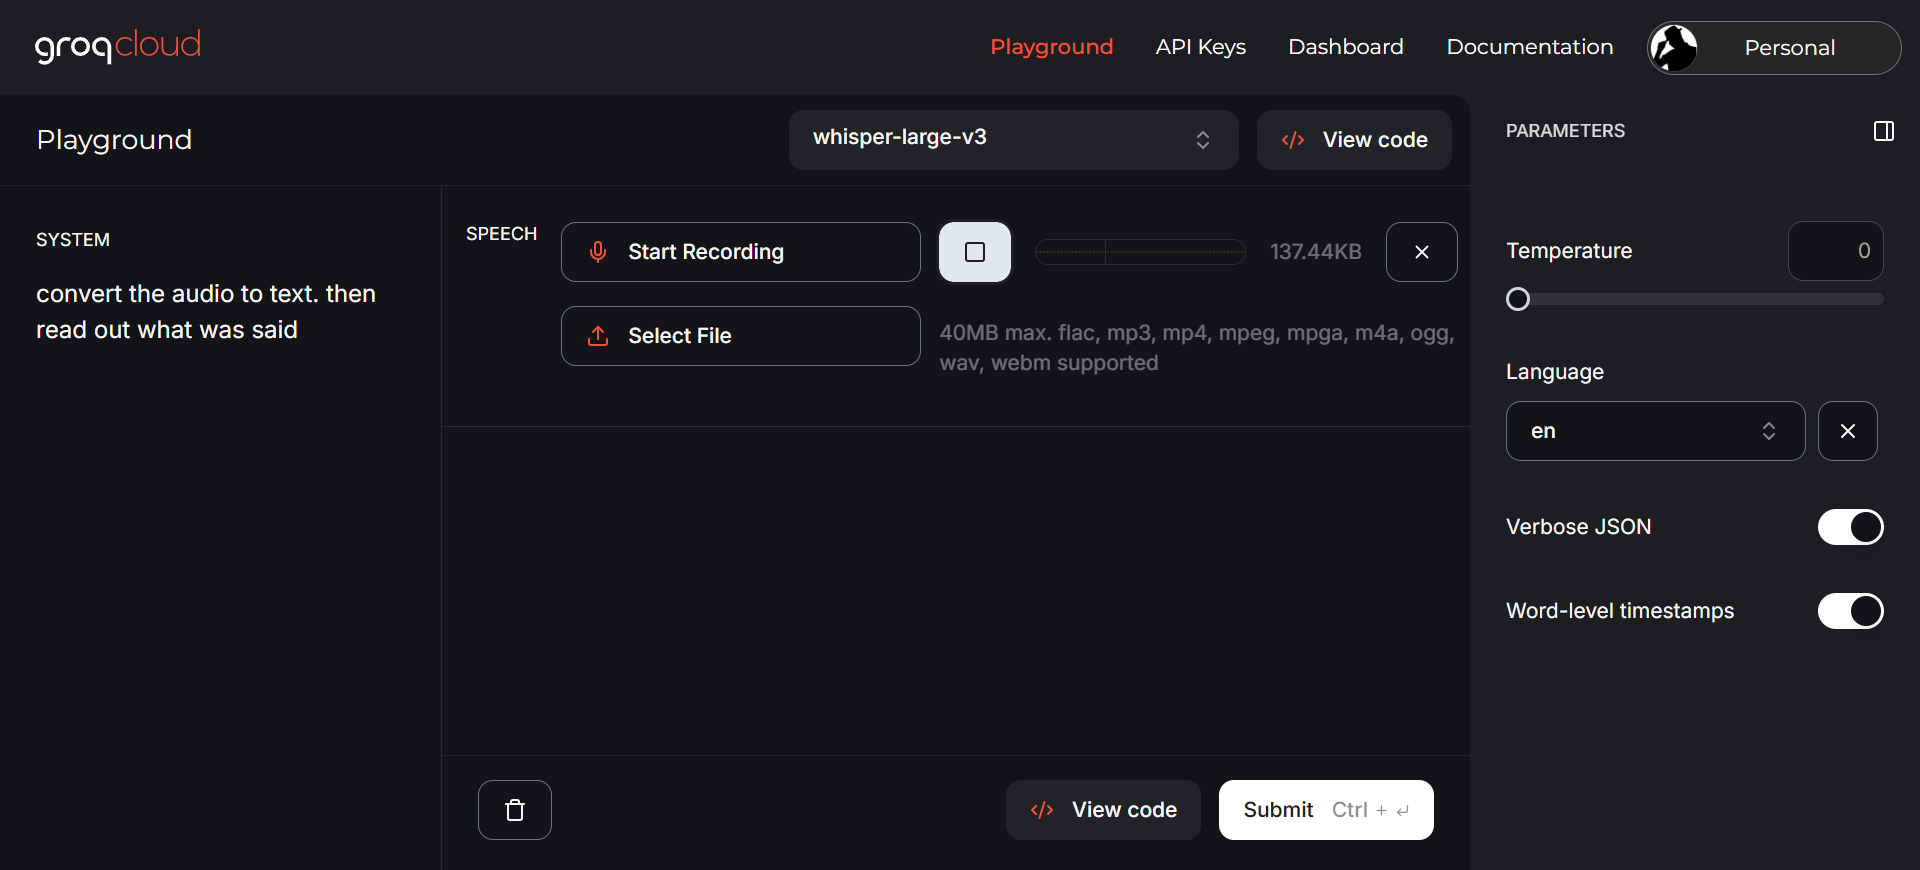 groqcloud
Playground
API Keys
Dashboard
Documentation
Personal
Playground
whisper-large-v3
View code
PARAMETERS
SYSTEM
convert the audio to text. then
read out what was said
SPEECH
Start Recording
137.44KB
Select File
40MB max. flac, mp3, mp4, mpeg, mpga, m4a, ogg,
wav, webm supported
Temperature
0
Language
en
Verbose JSON
Word-level timestamps
View code
Submit Ctrl + ↵